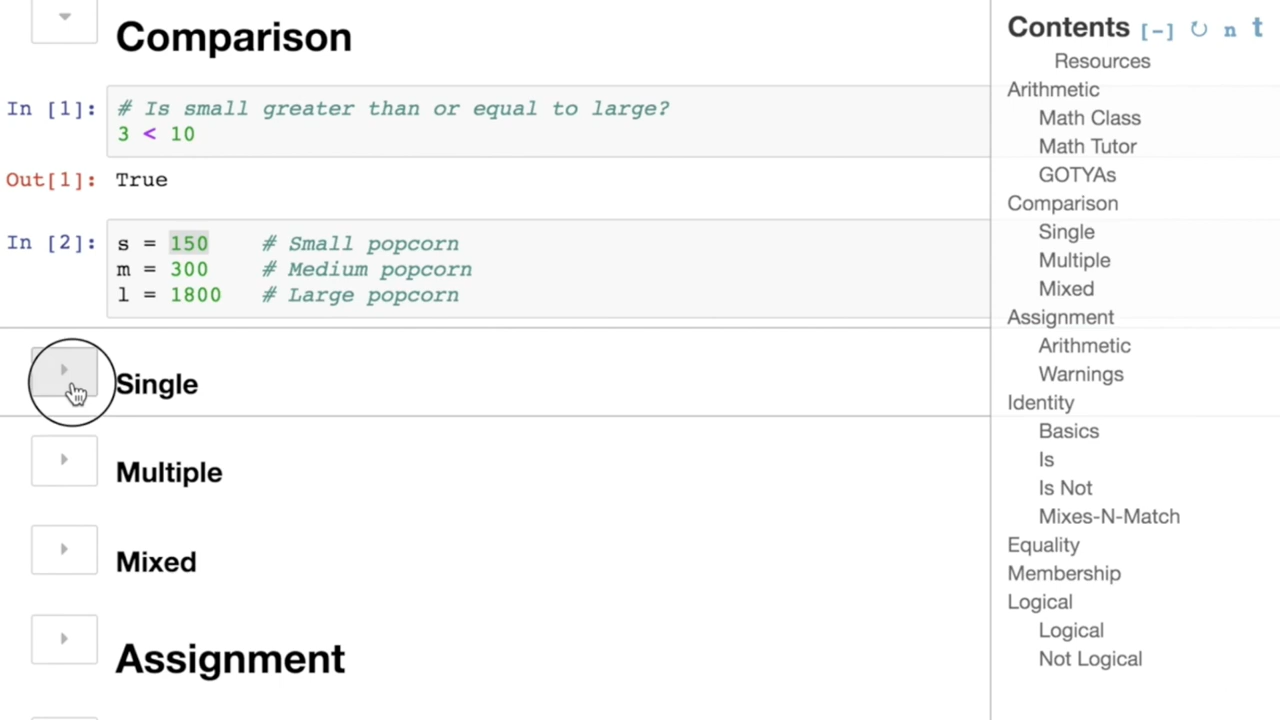 Comparison
In [1]: # Is small greater than or equal to large?
3 < 10
Out[1]: True
In [2]: s = 150 # Small popcorn
m = 300 # Medium popcorn
l = 1800 # Large popcorn
Single
Multiple
Mixed
Assignment
Contents [-] n t
Resources
Arithmetic
Math Class
Math Tutor
GOTYAs
Comparison
Single
Multiple
Mixed
Assignment
Arithmetic
Warnings
Identity
Basics
Is
Is Not
Mixes-N-Match
Equality
Membership
Logical
Logical
Not Logical